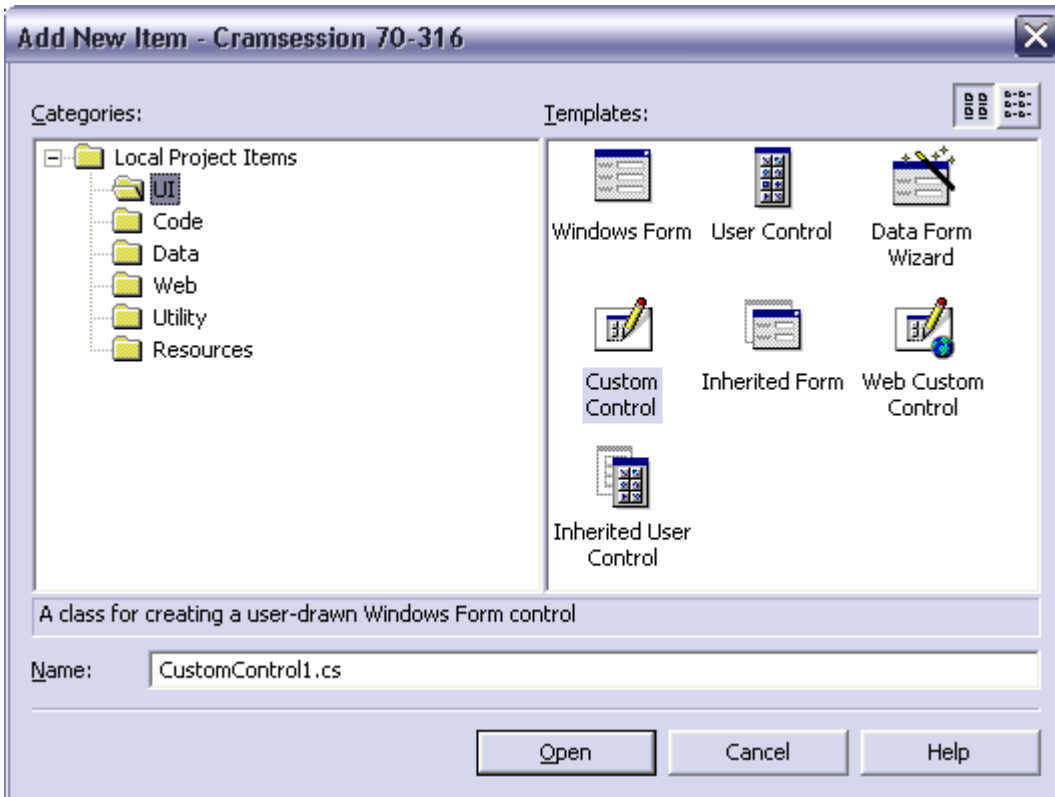 Add New Item - Cramsession 70-316
Categories:
Templates:
Local Project Items
UI
Code
Data
Web
Utility
Resources
Windows Form
User Control
Data Form
Wizard
Custom
Control
Inherited Form
Web Custom
Control
Inherited User
Control
A class for creating a user-drawn Windows Form control
Name:
CustomControl1.cs
Open
Cancel
Help